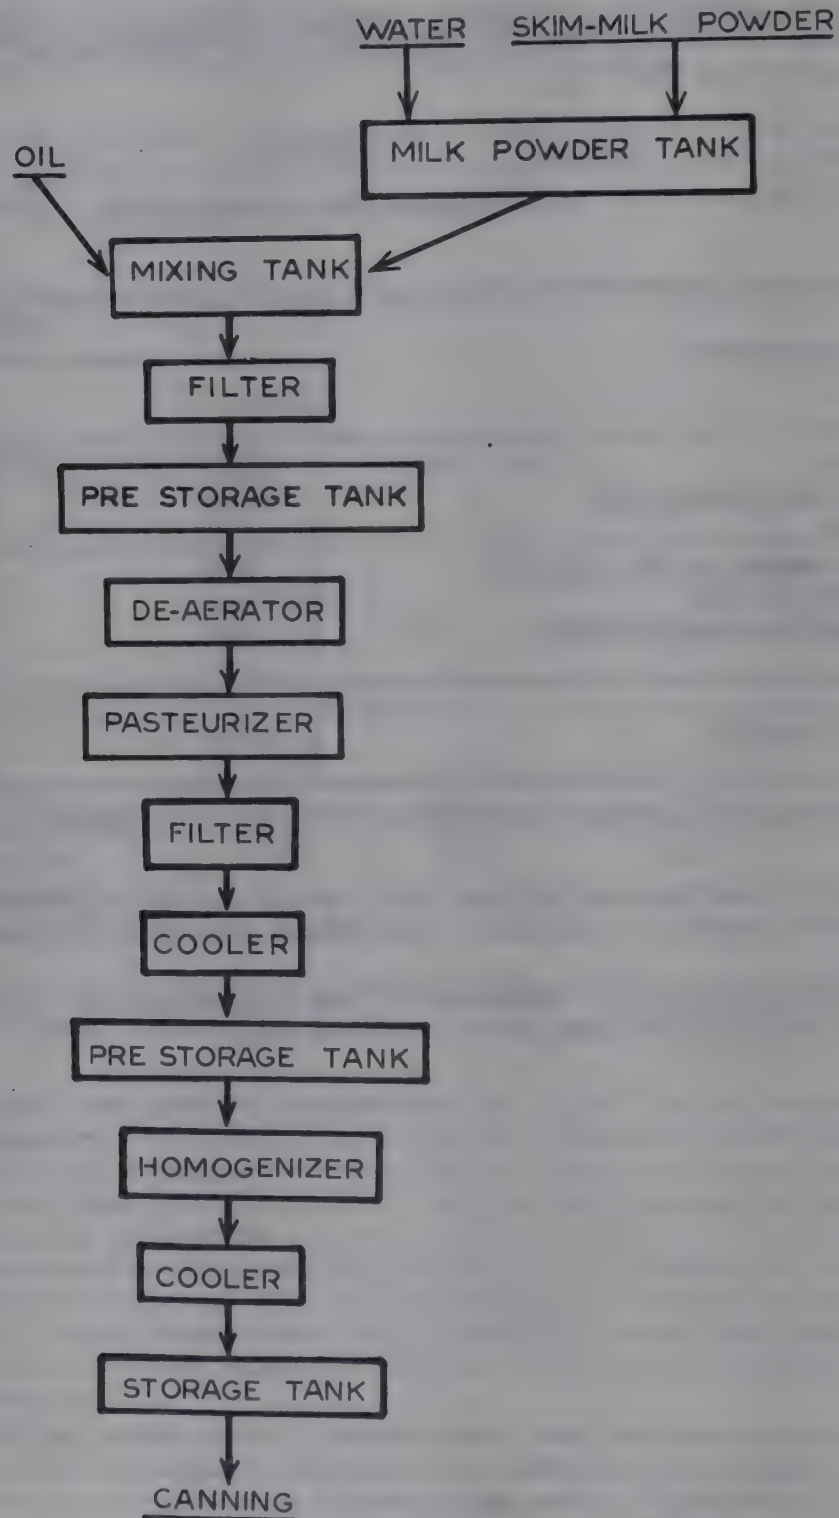 WATER SKIM-MILK POWDER
MILK POWDER TANK
OIL
MIXING TANK
FILTER
PRE STORAGE TANK
DE-AERATOR
PASTEURIZER
FILTER
COOLER
PRE STORAGE TANK
HOMOGENIZER
COOLER
STORAGE TANK
CANNING